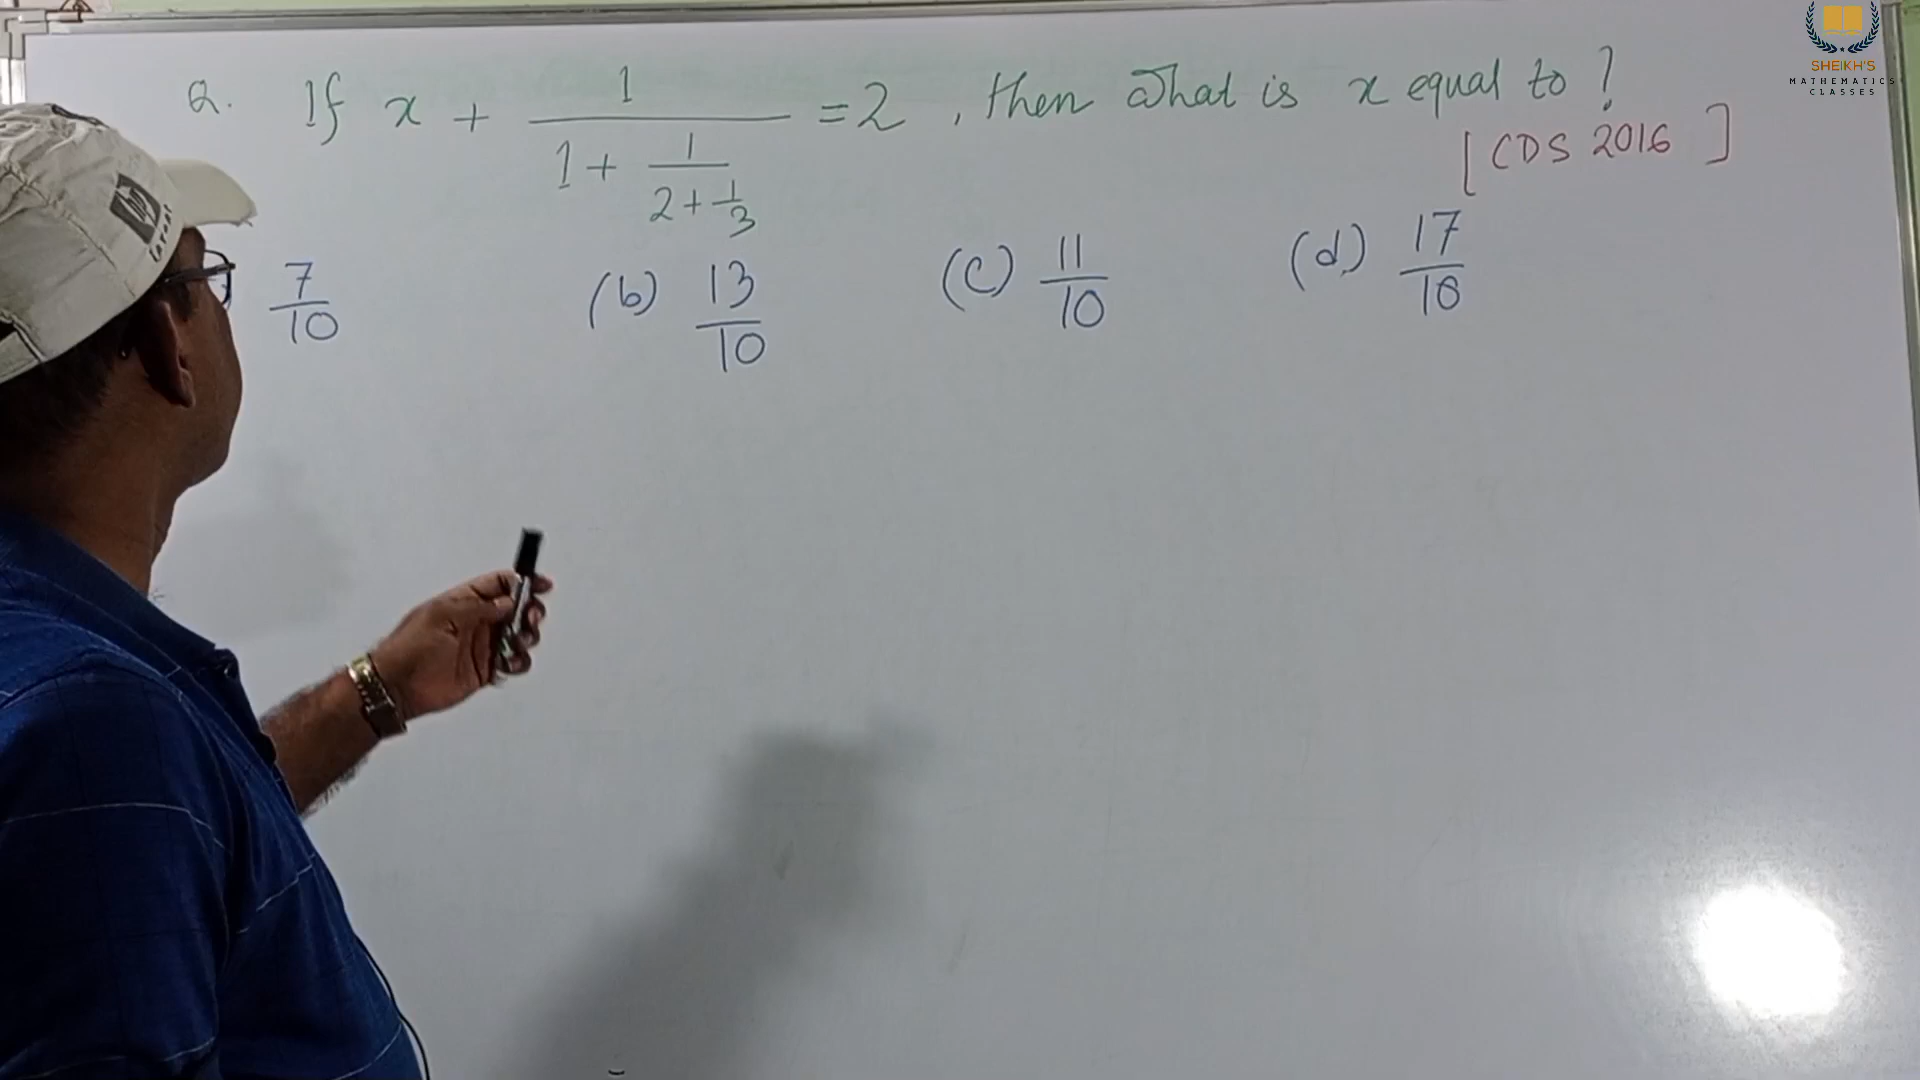 SHEIKH'S
MATHEMATICS
CLASSES
Q. If x + 1/(1 + 1/(2 + 1/3)) = 2, then what is x equal to ?
[CDS 2016]
7/10 (b) 13/10 (c) 11/10 (d) 17/10
hp